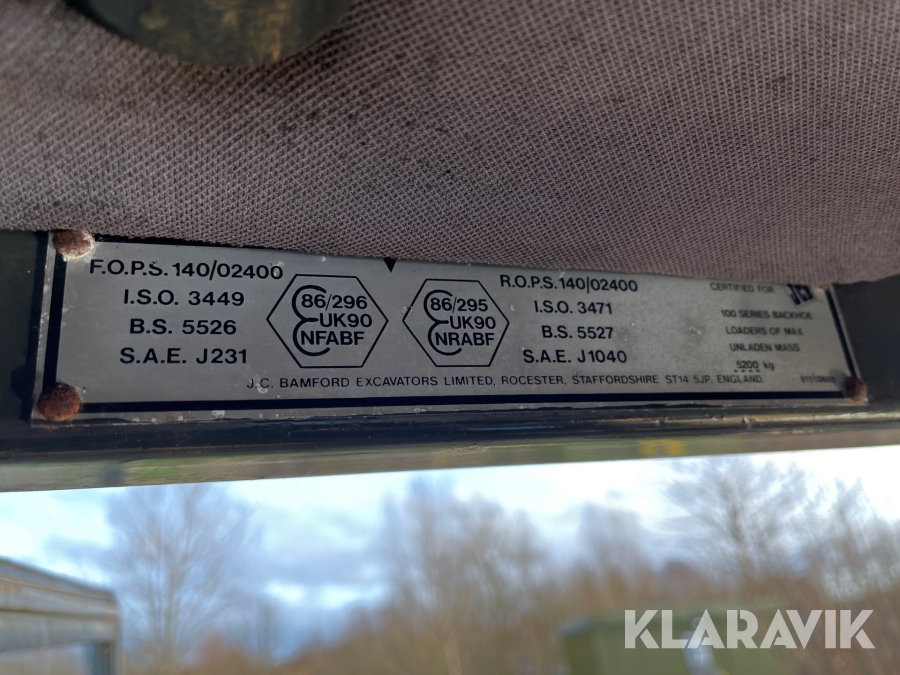 KLARAVIK
F.O.P.S. 140/02400
I.S.O. 3449
B.S. 5526
S.A.E. J231
86/296
UK90
NFABF
86/295
UK90
NRABF
R.O.P.S. 140/02400
I.S.O. 3471
B.S. 5527
S.A.E. J1040
CERTIFIED FOR
100 SERIES BACKHOE
LOADERS OF MAX
UNLADEN MASS
5200 kg
J.C. BAMFORD EXCAVATORS LIMITED, ROCESTER, STAFFORDSHIRE ST14 5JP, ENGLAND.
KLARAVIK